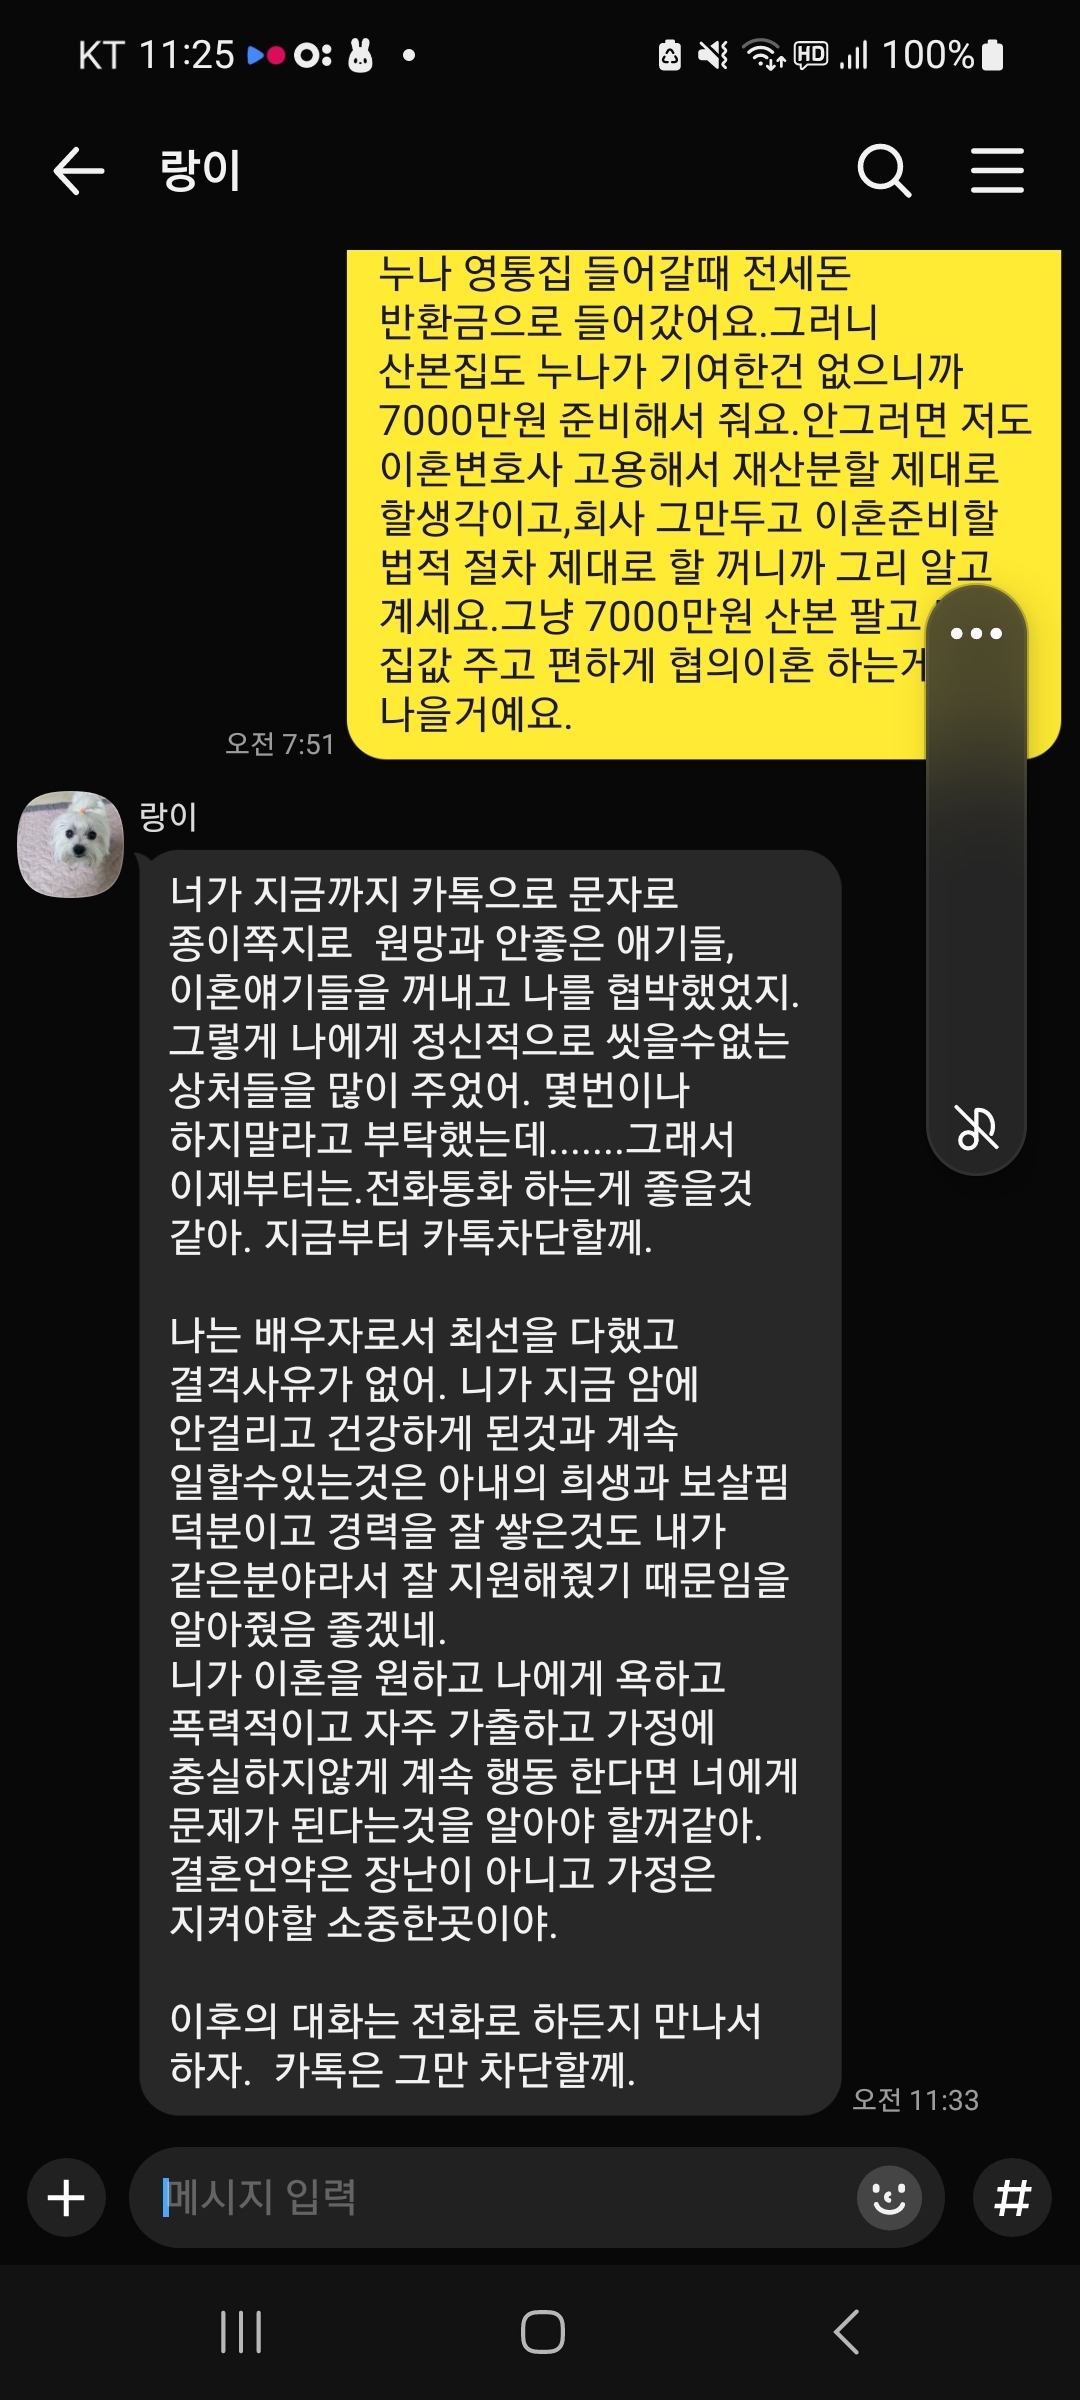 KT 11:25
HD
100%
랑이
누나 영통집 들어갈때 전세돈
반환금으로 들어갔어요.그러니
산본집도 누나가 기여한건 없으니까
7000만원 준비해서 줘요.안그러면 저도
이혼변호사 고용해서 재산분할 제대로
할생각이고,회사 그만두고 이혼준비할
법적 절차 제대로 할 꺼니까 그리 알고
계세요.그냥 7000만원 산본 팔고
집값 주고 편하게 협의이혼 하는게
나을거예요.
오전 7:51
랑이
너가 지금까지 카톡으로 문자로
종이쪽지로 원망과 안좋은 애기들,
이혼얘기들을 꺼내고 나를 협박했었지.
그렇게 나에게 정신적으로 씻을수없는
상처들을 많이 주었어. 몇번이나
하지말라고 부탁했는데.......그래서
이제부터는.전화통화 하는게 좋을것
같아. 지금부터 카톡차단할께.
나는 배우자로서 최선을 다했고
결격사유가 없어. 니가 지금 암에
안걸리고 건강하게 된것과 계속
일할수있는것은 아내의 희생과 보살핌
덕분이고 경력을 잘 쌓은것도 내가
같은분야라서 잘 지원해줬기 때문임을
알아줬음 좋겠네.
니가 이혼을 원하고 나에게 욕하고
폭력적이고 자주 가출하고 가정에
충실하지않게 계속 행동 한다면 너에게
문제가 된다는것을 알아야 할꺼같아.
결혼언약은 장난이 아니고 가정은
지켜야할 소중한곳이야.
이후의 대화는 전화로 하든지 만나서
하자. 카톡은 그만 차단할께.
오전 11:33
메시지 입력
#